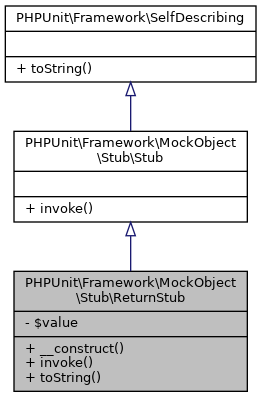 PHPUnit\Framework\SelfDescribing
+ toString()
PHPUnit\Framework\MockObject
\Stub\Stub
+ invoke()
PHPUnit\Framework\MockObject
\Stub\ReturnStub
- $value
+ __construct()
+ invoke()
+ toString()